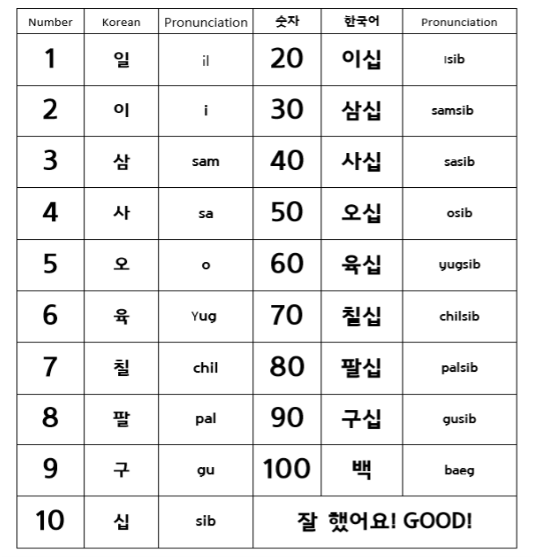 Number Korean Pronunciation 숫자 한국어 Pronunciation
1 일 il 20 이십 Isib
2 이 i 30 삼십 samsib
3 삼 sam 40 사십 sasib
4 사 sa 50 오십 osib
5 오 o 60 육십 yugsib
6 육 Yug 70 칠십 chilsib
7 칠 chil 80 팔십 palsib
8 팔 pal 90 구십 gusib
9 구 gu 100 백 baeg
10 십 sib 잘 했어요! GOOD!